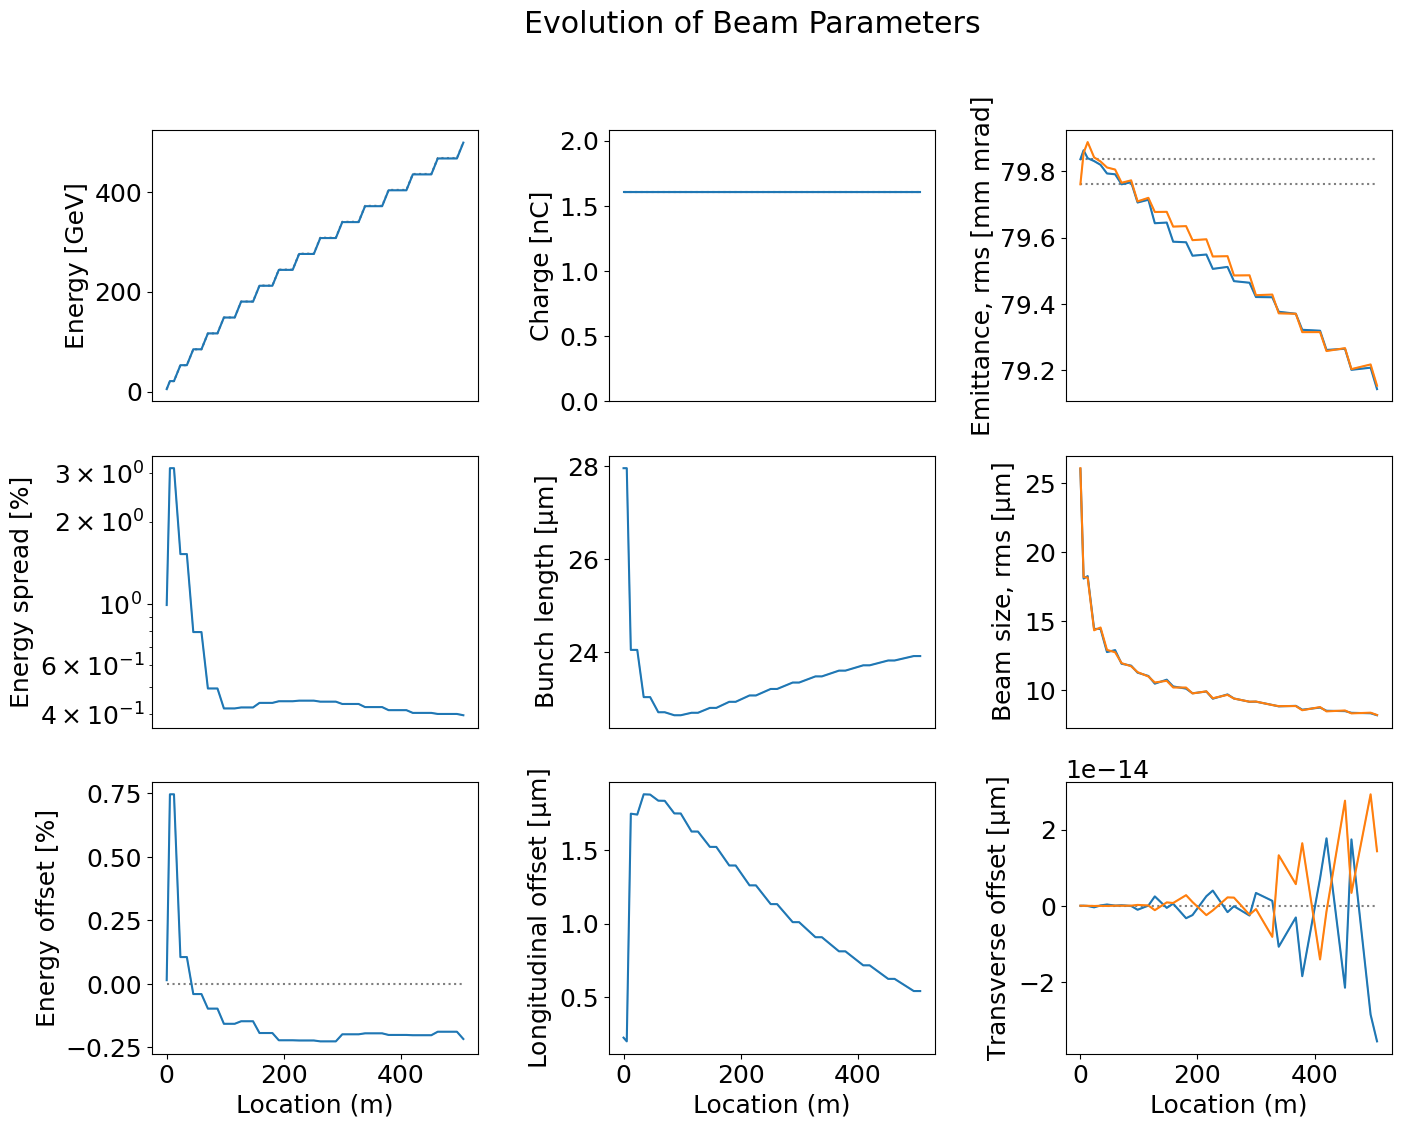 Evolution of Beam Parameters
Energy [GeV]
400
200
0
Charge [nC]
2.0
1.5
1.0
0.5
0.0
Emittance, rms [mm mrad]
79.8
79.6
79.4
79.2
Energy spread [%]
3 × 10⁰
2 × 10⁰
10⁰
6 × 10⁻¹
4 × 10⁻¹
Bunch length [µm]
28
26
24
Beam size, rms [µm]
25
20
15
10
Energy offset [%]
0.75
0.50
0.25
0.00
−0.25
0 200 400
Location (m)
Longitudinal offset [µm]
1.5
1.0
0.5
0 200 400
Location (m)
Transverse offset [µm]
1e−14
2
0
−2
0 200 400
Location (m)